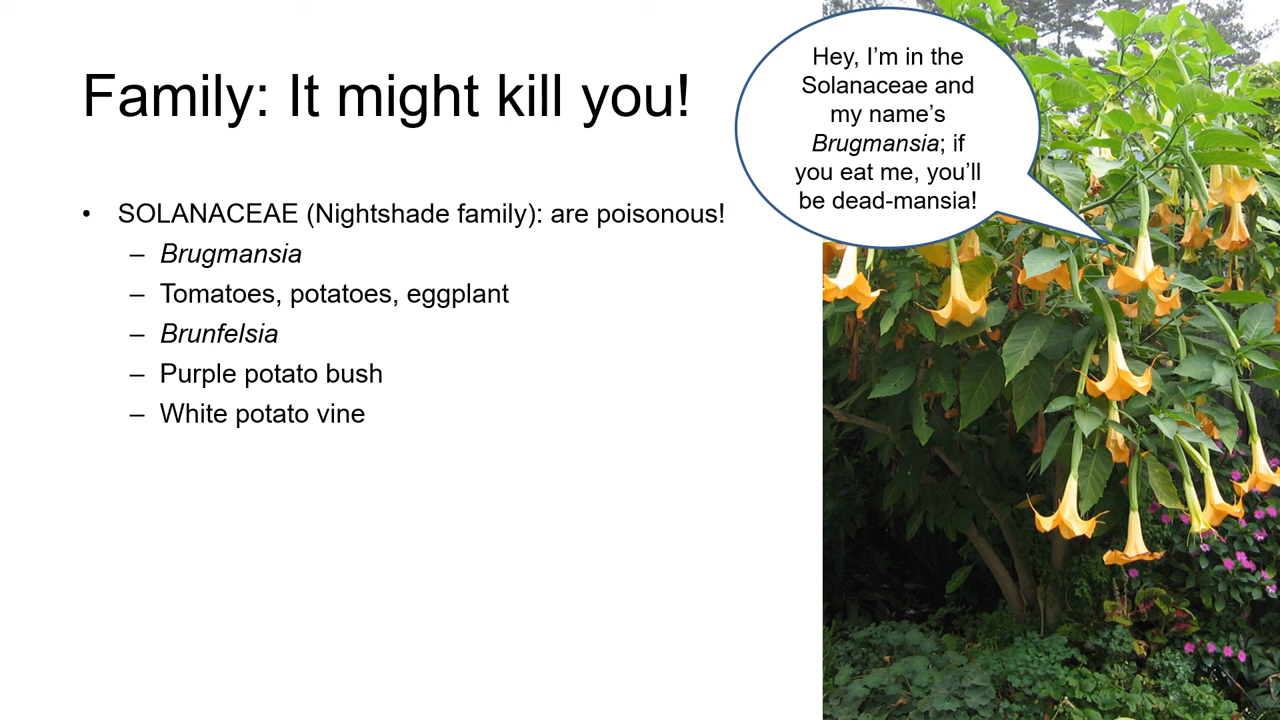 Family: It might kill you!
Hey, I’m in the
Solanaceae and
my name’s
Brugmansia; if
you eat me, you’ll
be dead-mansia!
• SOLANACEAE (Nightshade family): are poisonous!
– Brugmansia
– Tomatoes, potatoes, eggplant
– Brunfelsia
– Purple potato bush
– White potato vine